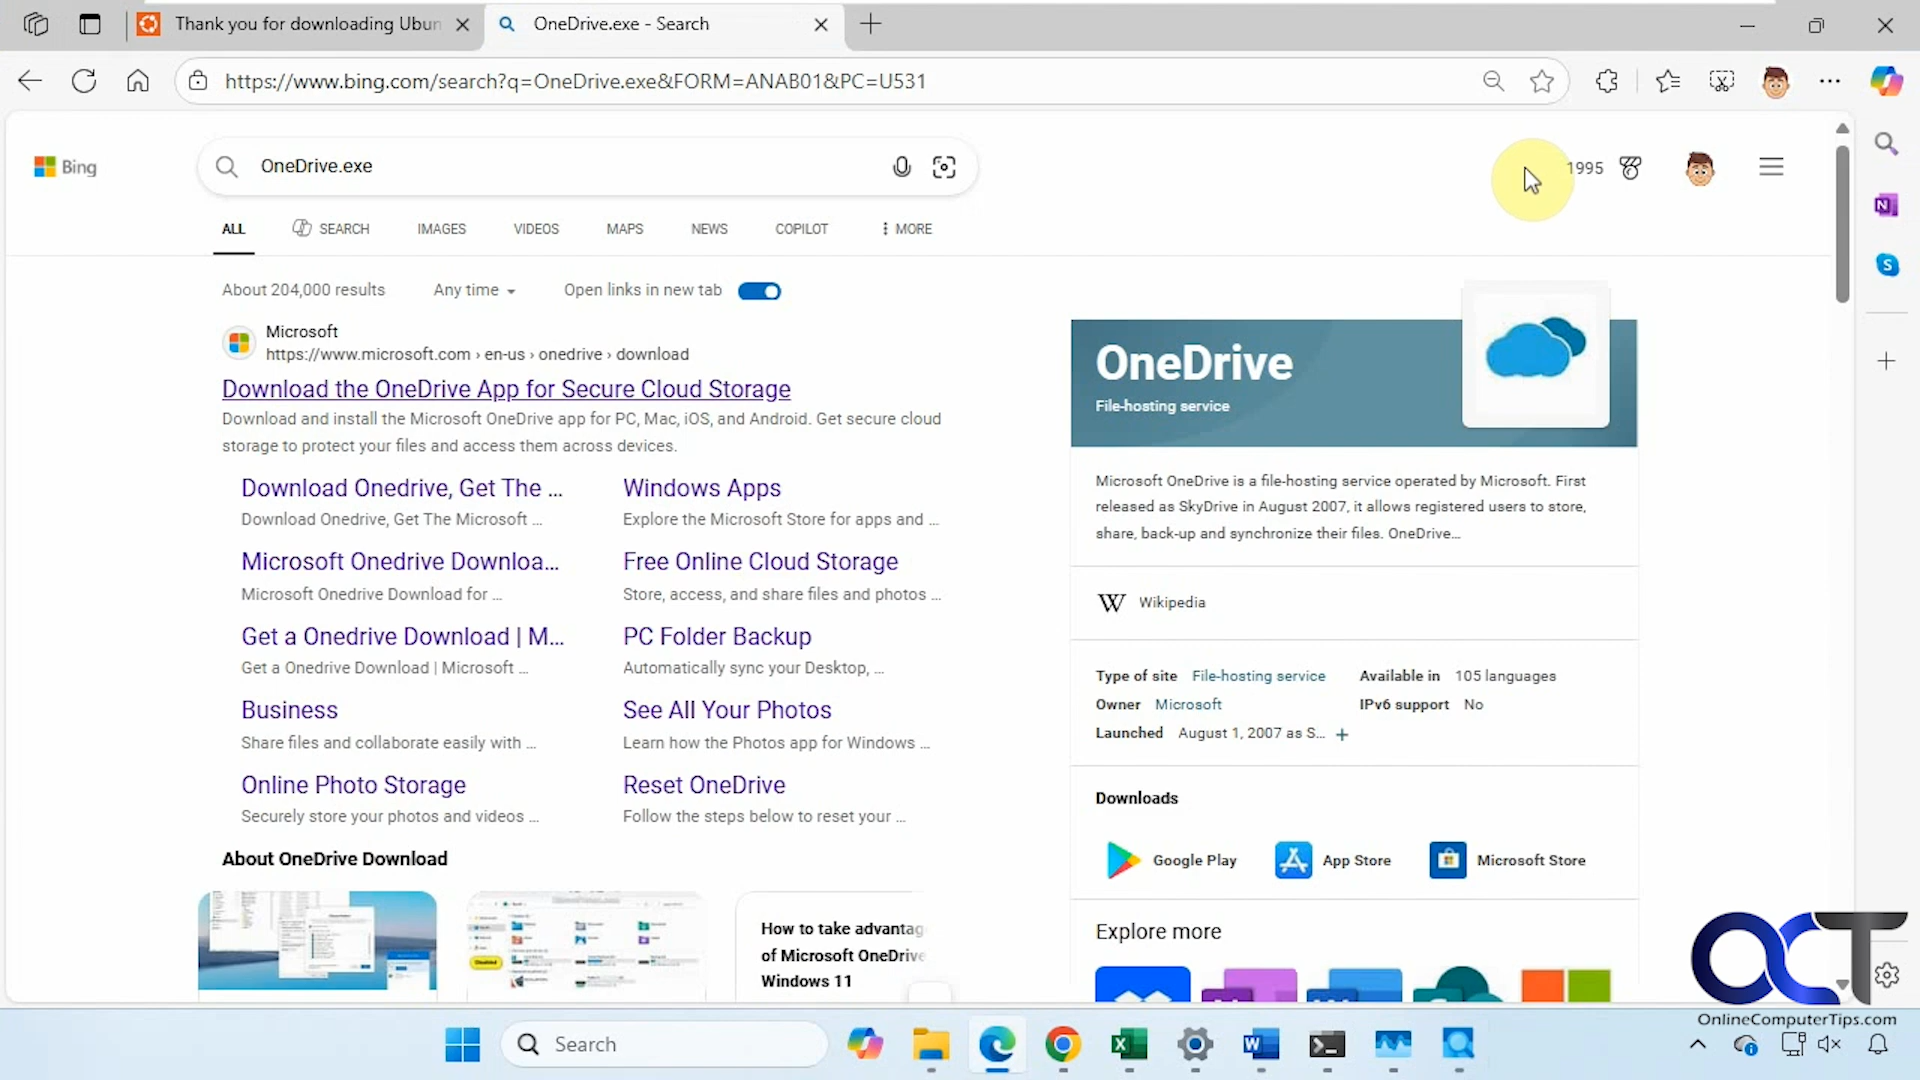 Thank you for downloading Ubun
OneDrive.exe - Search
https://www.bing.com/search?q=OneDrive.exe&FORM=ANAB01&PC=U531
Bing
OneDrive.exe
1995
ALL
SEARCH
IMAGES
VIDEOS
MAPS
NEWS
COPILOT
MORE
About 204,000 results
Any time
Open links in new tab
Microsoft
https://www.microsoft.com › en-us › onedrive › download
Download the OneDrive App for Secure Cloud Storage
Download and install the Microsoft OneDrive app for PC, Mac, iOS, and Android. Get secure cloud
storage to protect your files and access them across devices.
Download Onedrive, Get The ...
Download Onedrive, Get The Microsoft ...
Windows Apps
Explore the Microsoft Store for apps and ...
Microsoft Onedrive Downloa...
Microsoft Onedrive Download for ...
Free Online Cloud Storage
Store, access, and share files and photos ...
Get a Onedrive Download | M...
Get a Onedrive Download | Microsoft ...
PC Folder Backup
Automatically sync your Desktop, ...
Business
Share files and collaborate easily with ...
See All Your Photos
Learn how the Photos app for Windows ...
Online Photo Storage
Securely store your photos and videos ...
Reset OneDrive
Follow the steps below to reset your ...
About OneDrive Download
How to take advantag
of Microsoft OneDrive
Windows 11
OneDrive
File-hosting service
Microsoft OneDrive is a file-hosting service operated by Microsoft. First
released as SkyDrive in August 2007, it allows registered users to store,
share, back-up and synchronize their files. OneDrive...
W Wikipedia
Type of site File-hosting service
Available in 105 languages
Owner Microsoft
IPv6 support No
Launched August 1, 2007 as S... +
Downloads
Google Play
App Store
Microsoft Store
Explore more
OCT
OnlineComputerTips.com
Search